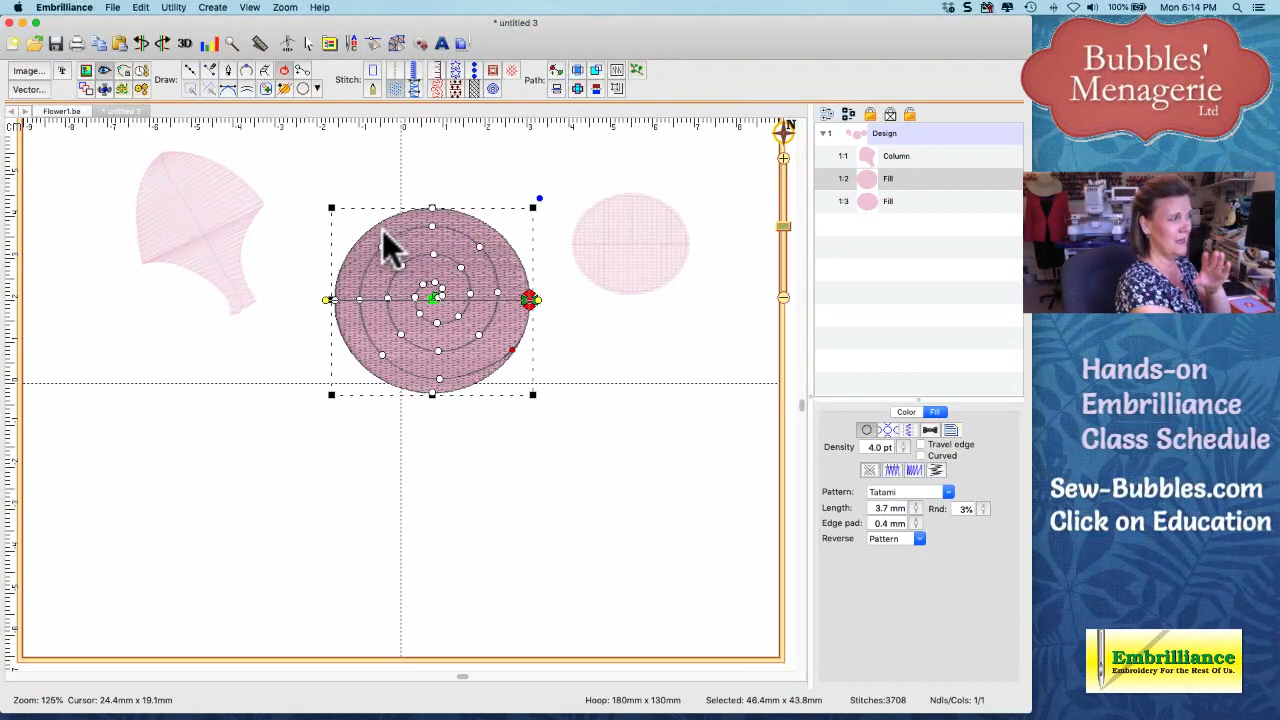 Embrilliance File Edit Utility Create View Zoom Help 100% Mon 6:14 PM
* untitled 3
3D
Image... Draw: Stitch: Path:
Vector...
Flower1.be * untitled 3
N
1 Design
1:1 Column
1:2 Fill
1:3 Fill
Color Fill
Density 4.0 pt Travel edge
Curved
Pattern: Tatami
Length: 3.7 mm Rnd: 3%
Edge pad: 0.4 mm
Reverse Pattern
Zoom: 125% Cursor: 24.4mm x 19.1mm Hoop: 180mm x 130mm Selected: 46.4mm x 43.8mm Stitches:3708 Ndls/Cols: 1/1
Bubbles'
Menagerie
Ltd
Hands-on
Embrilliance
Class Schedule
Sew-Bubbles.com
Click on Education
Embrilliance
Embroidery For the Rest Of Us.